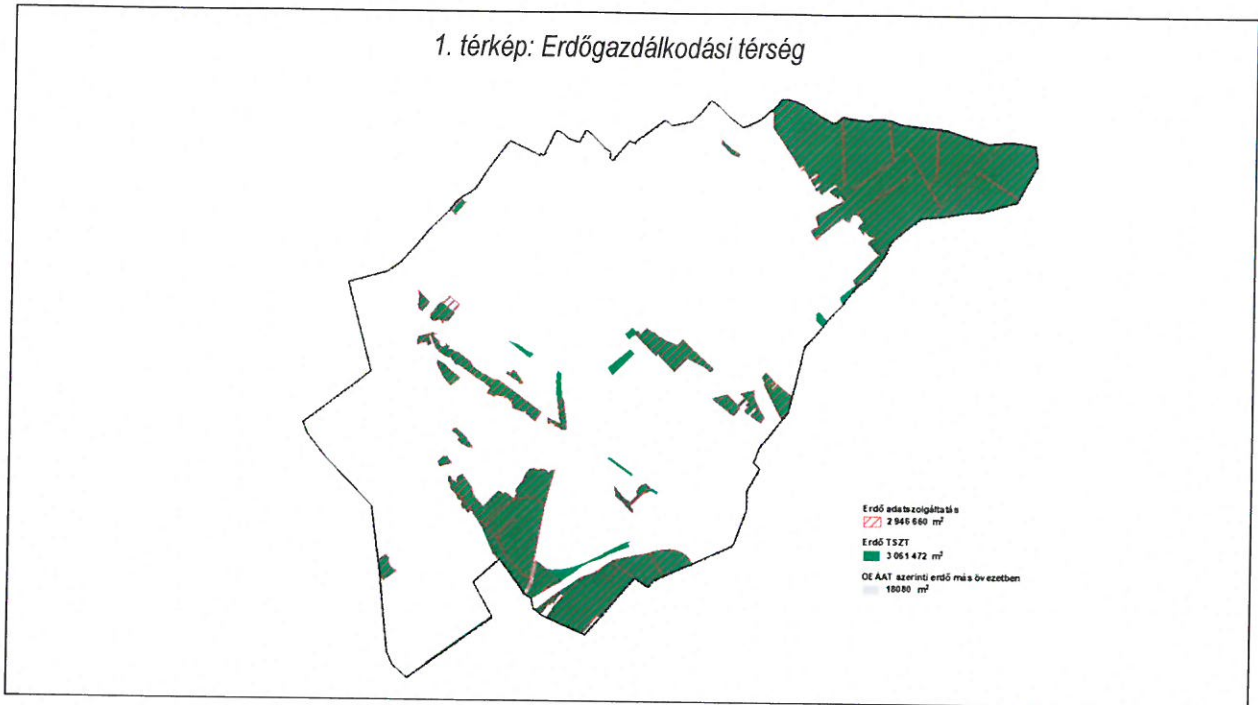 1. térkép: Erdőgazdálkodási térség
Erdő adatszolgáltatás
2 946 660 m²
Erdő TSZT
3 061 472 m²
OEAAT szerinti erdő más övezetben
18080 m²